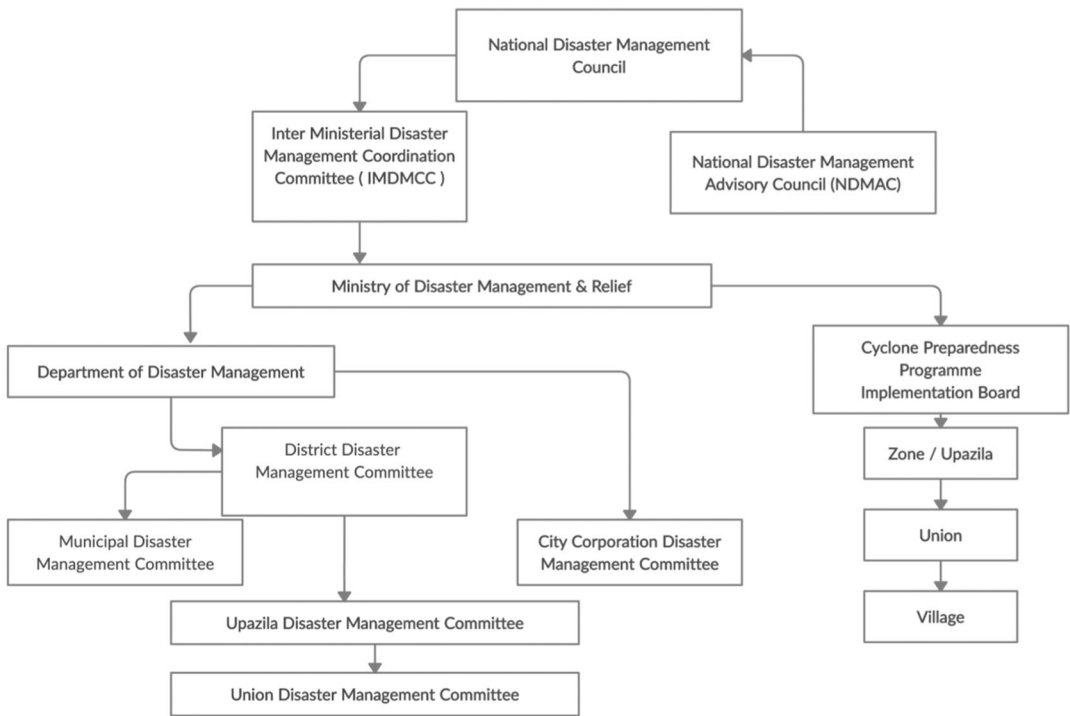 National Disaster Management
Council
Inter Ministerial Disaster
Management Coordination
Committee ( IMDMCC )
National Disaster Management
Advisory Council (NDMAC)
Ministry of Disaster Management & Relief
Department of Disaster Management
Cyclone Preparedness
Programme
Implementation Board
District Disaster
Management Committee
Zone / Upazila
Municipal Disaster
Management Committee
City Corporation Disaster
Management Committee
Union
Upazila Disaster Management Committee
Village
Union Disaster Management Committee